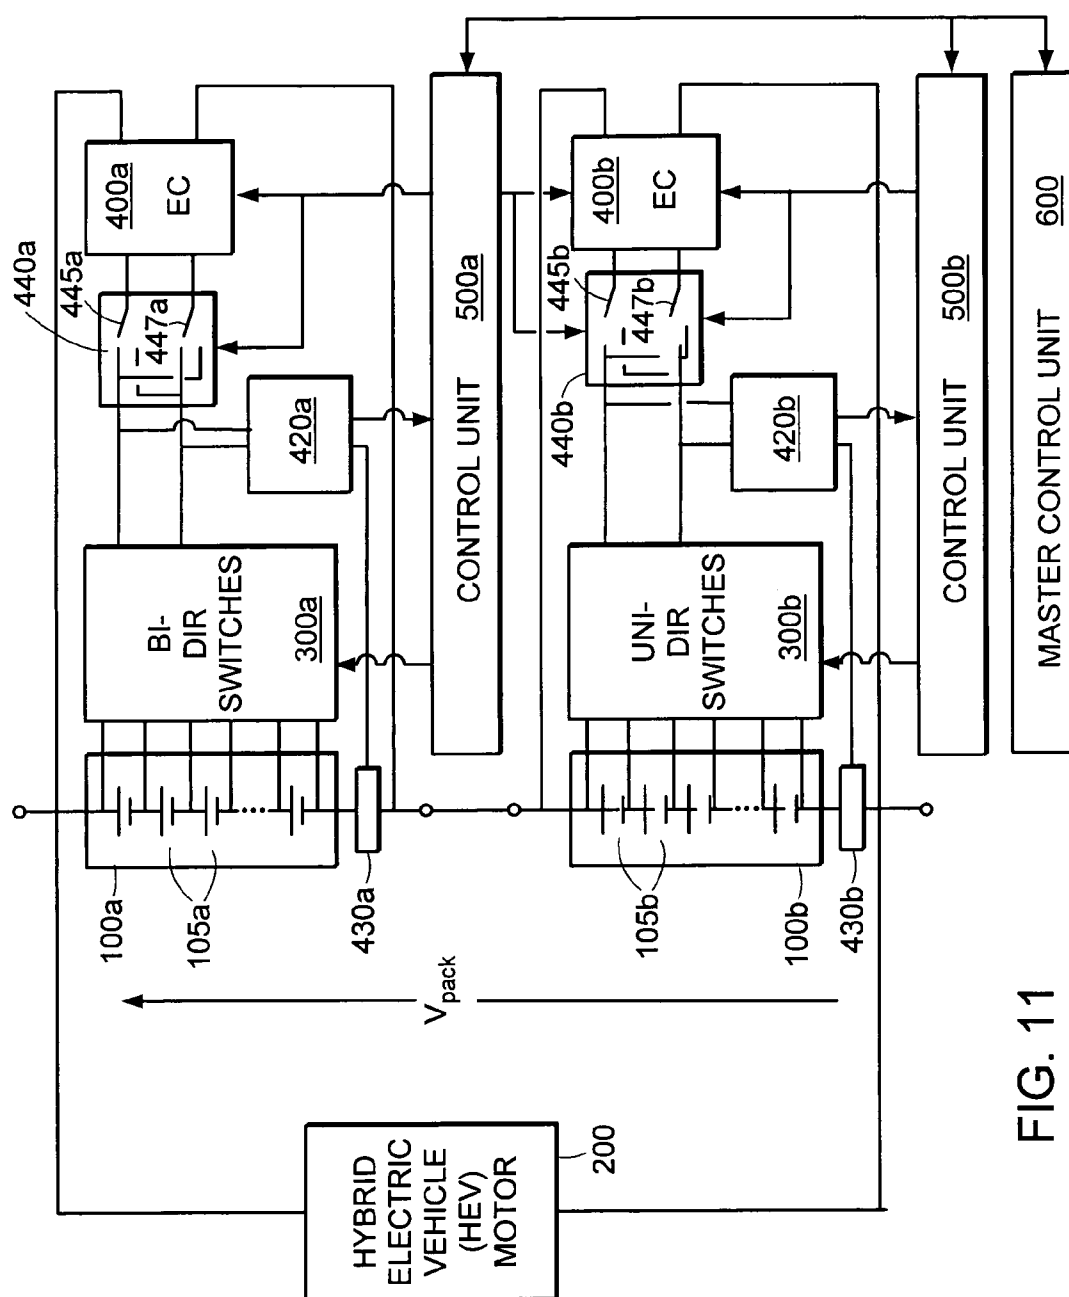 440a
445a
400a
EC
447a
420a
BI-
DIR
SWITCHES
300a
100a
105a
430a
CONTROL UNIT 500a
440b
445b
400b
EC
447b
420b
UNI-
DIR
SWITCHES
300b
105b
100b
430b
CONTROL UNIT 500b
MASTER CONTROL UNIT 600
Vpack
HYBRID
ELECTRIC
VEHICLE
(HEV)
MOTOR
200
FIG. 11